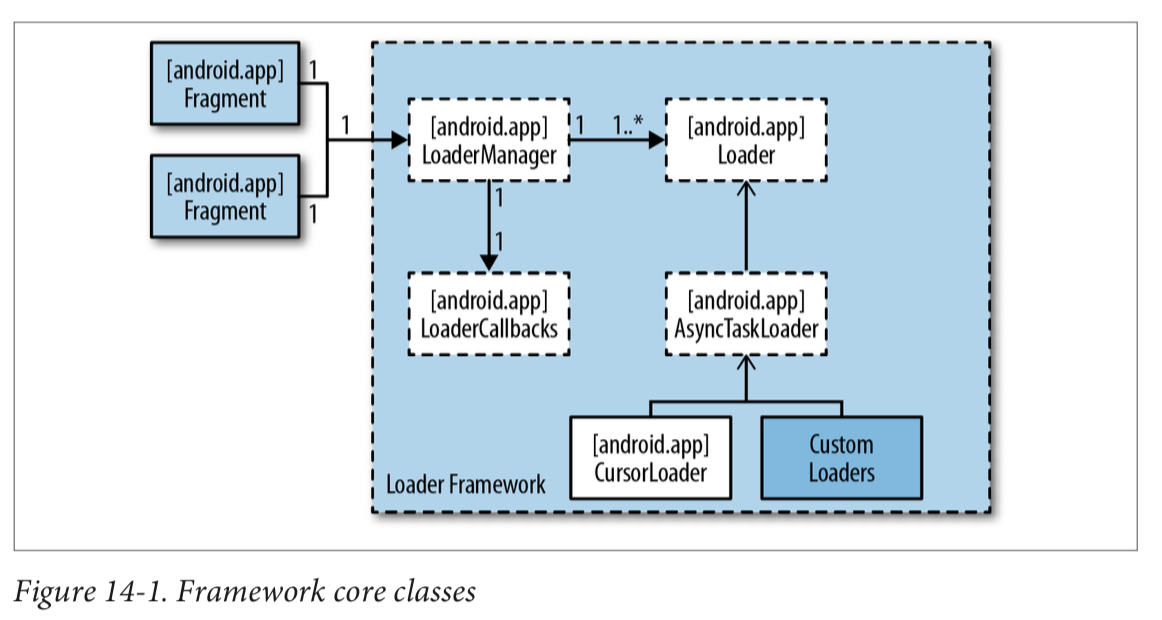 [android.app]
Fragment
1
1
[android.app]
Fragment
1
[android.app]
LoaderManager
1
1..*
[android.app]
Loader
1
1
[android.app]
LoaderCallbacks
[android.app]
AsyncTaskLoader
[android.app]
CursorLoader
Custom
Loaders
Loader Framework
Figure 14-1. Framework core classes